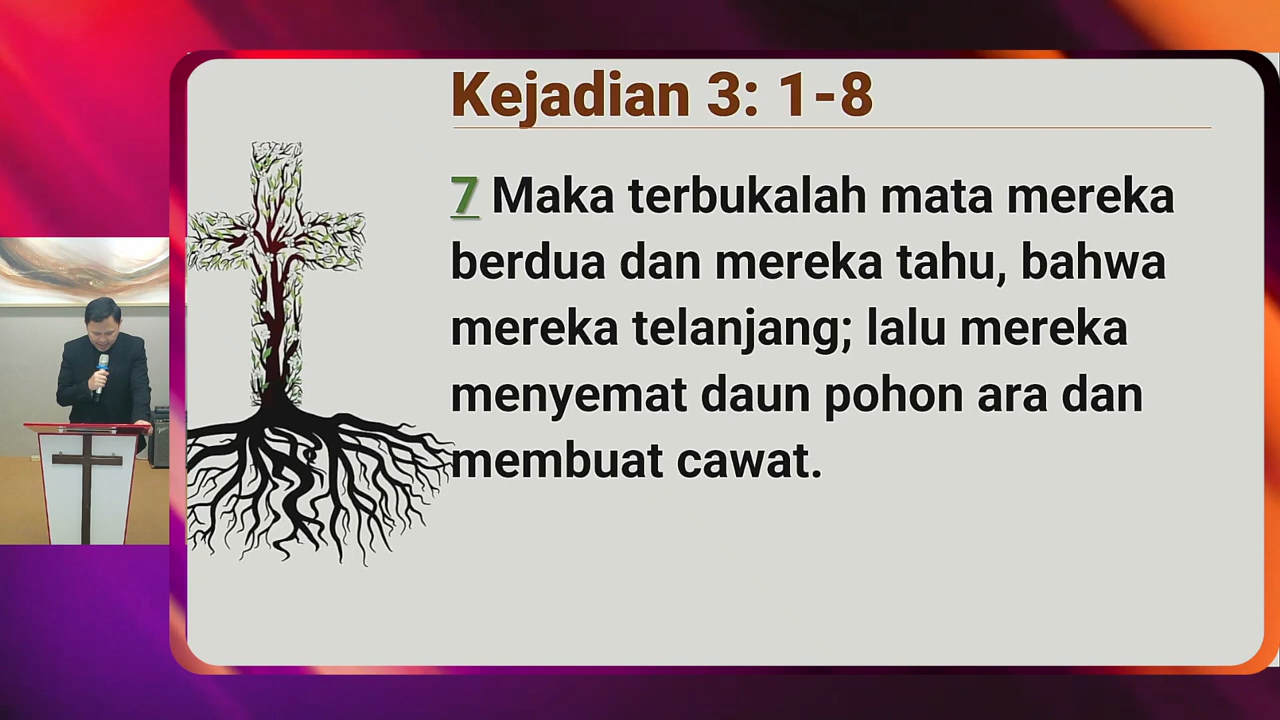 Kejadian 3: 1-8
7 Maka terbukalah mata mereka
berdua dan mereka tahu, bahwa
mereka telanjang; lalu mereka
menyemat daun pohon ara dan
membuat cawat.